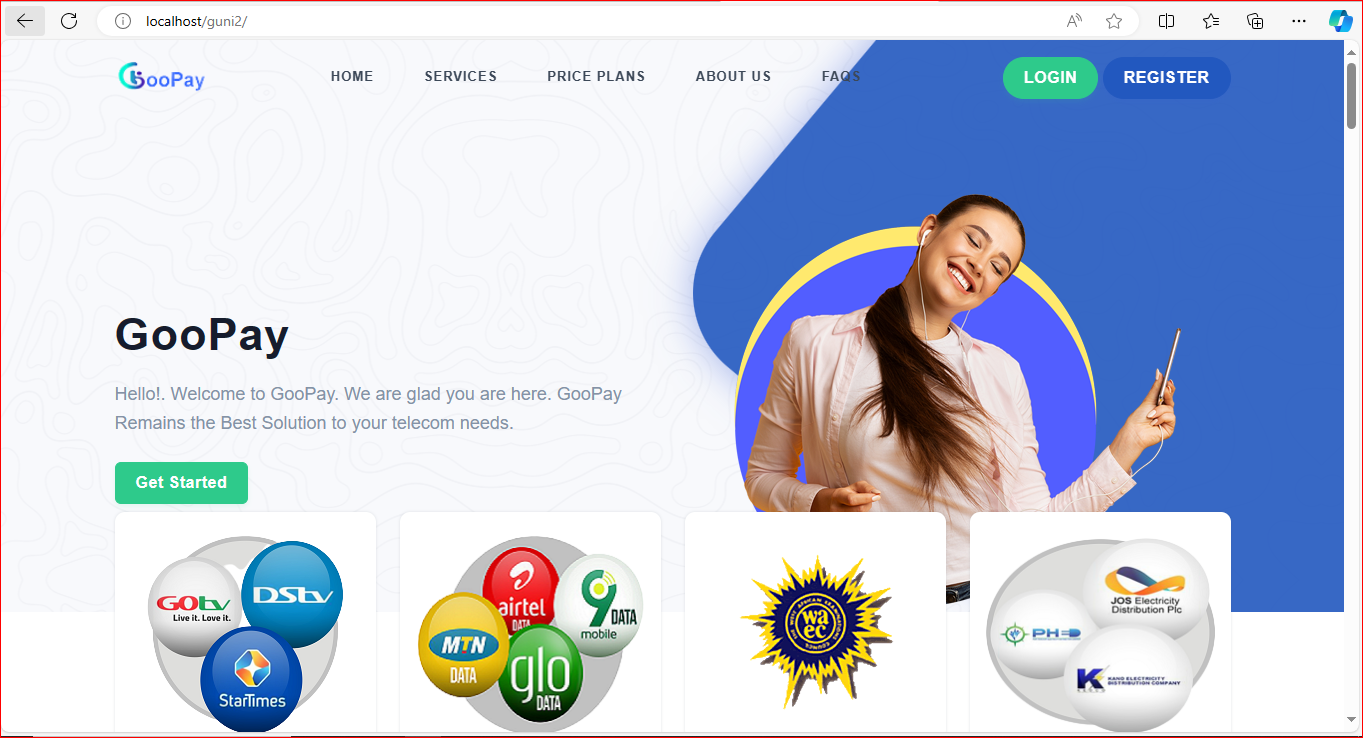 localhost/guni2/
GooPay
HOME
SERVICES
PRICE PLANS
ABOUT US
FAQS
LOGIN
REGISTER
GooPay
Hello!. Welcome to GooPay. We are glad you are here. GooPay
Remains the Best Solution to your telecom needs.
Get Started
GOtv
Live it. Love it.
DStv
StarTimes
airtel
DATA
9
DATA
mobile
MTN
DATA
glo
DATA
wa
ec
JOS Electricity
Distribution Plc
PHED
KANO ELECTRICITY
DISTRIBUTION COMPANY